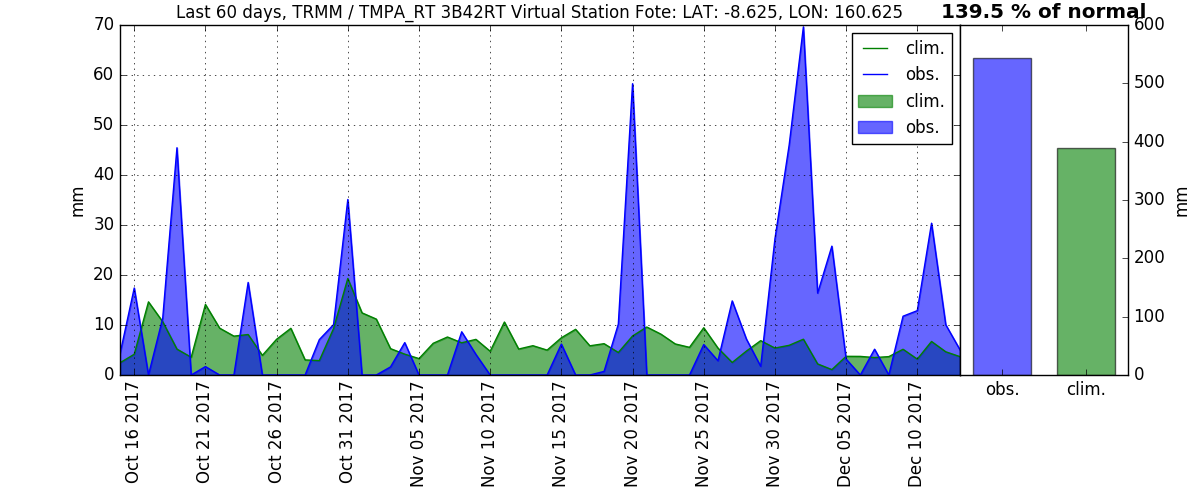 Last 60 days, TRMM / TMPA_RT 3B42RT Virtual Station Fote: LAT: -8.625, LON: 160.625
139.5 % of normal
70
60
50
40
30
20
10
0
mm
clim.
obs.
clim.
obs.
Oct 16 2017
Oct 21 2017
Oct 26 2017
Oct 31 2017
Nov 05 2017
Nov 10 2017
Nov 15 2017
Nov 20 2017
Nov 25 2017
Nov 30 2017
Dec 05 2017
Dec 10 2017
600
500
400
300
200
100
0
mm
obs.
clim.